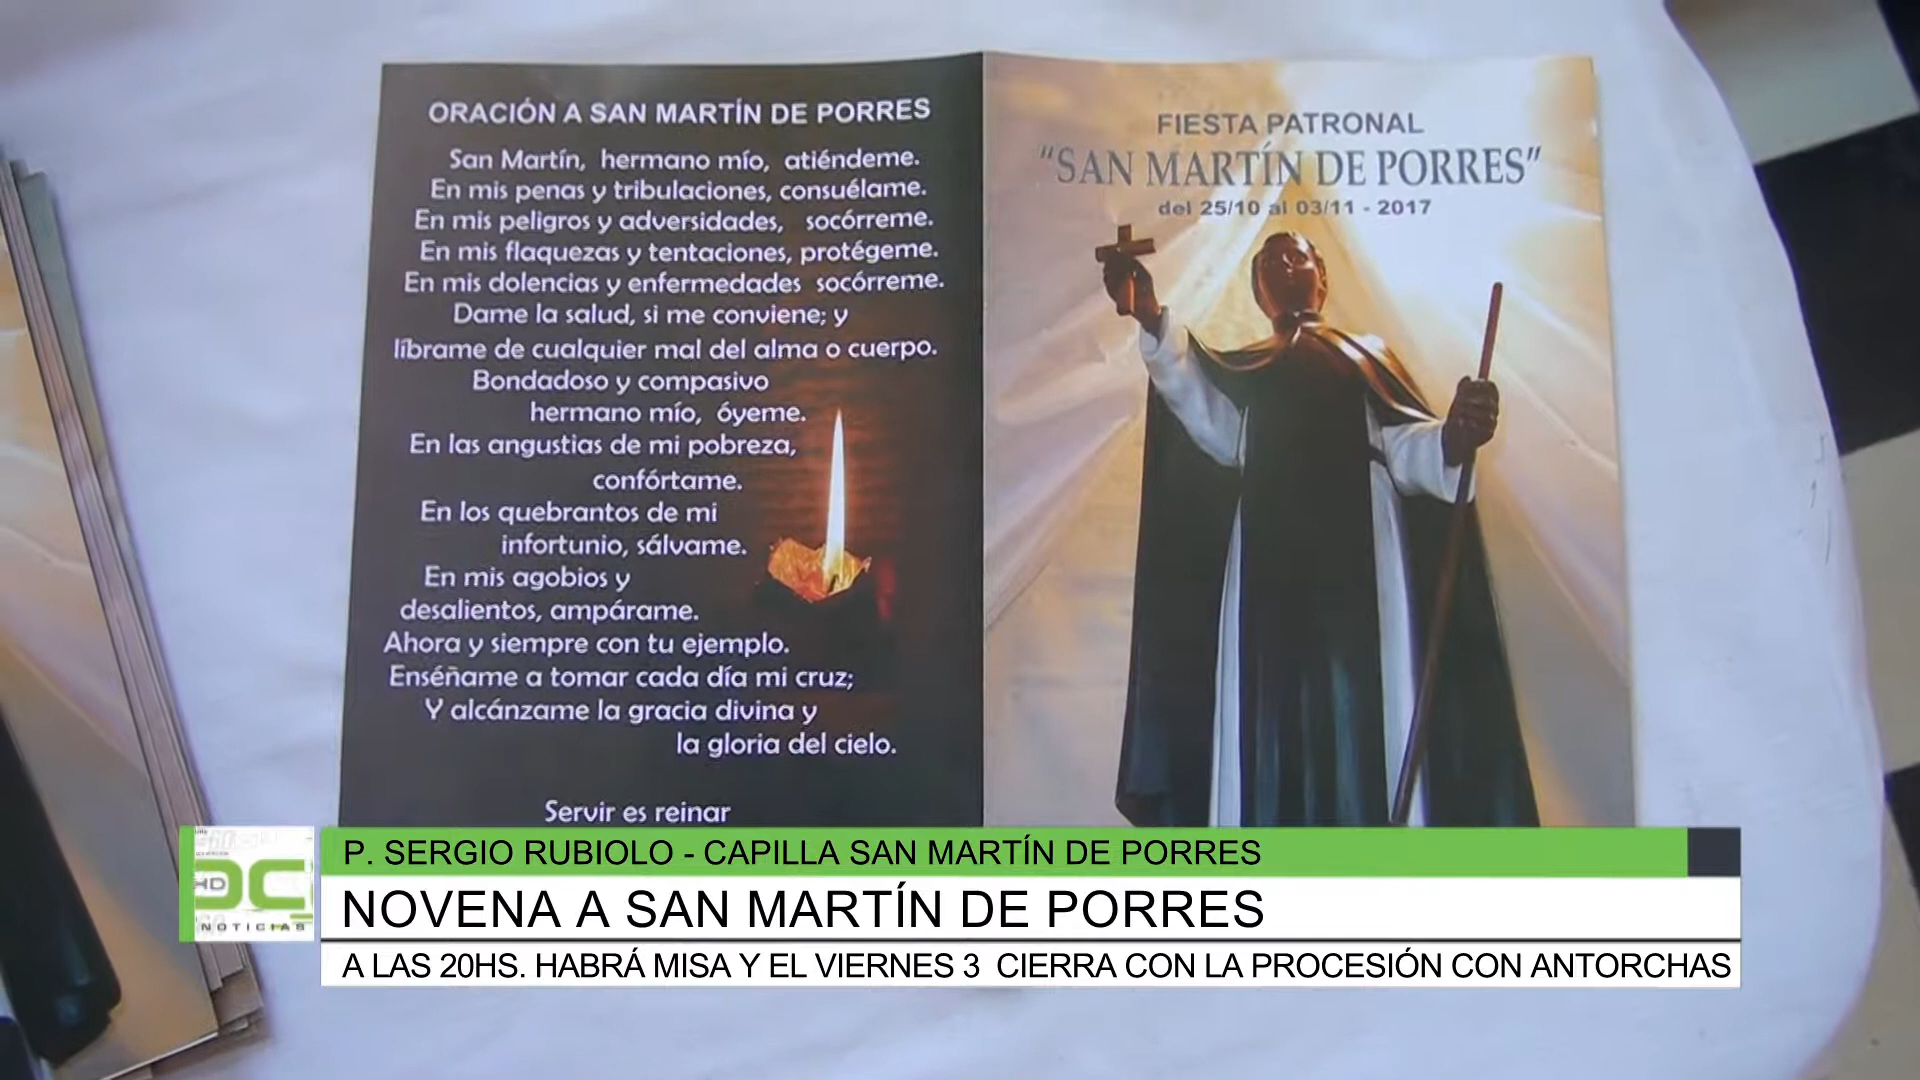 ORACIÓN A SAN MARTÍN DE PORRES
San Martín, hermano mío, atiéndeme.
En mis penas y tribulaciones, consuélame.
En mis peligros y adversidades, socórreme.
En mis flaquezas y tentaciones, protégeme.
En mis dolencias y enfermedades socórreme.
Dame la salud, si me conviene; y
líbrame de cualquier mal del alma o cuerpo.
Bondadoso y compasivo
hermano mío, óyeme.
En las angustias de mi pobreza,
confórtame.
En los quebrantos de mi
infortunio, sálvame.
En mis agobios y
desalientos, ampárame.
Ahora y siempre con tu ejemplo.
Enséñame a tomar cada día mi cruz;
Y alcánzame la gracia divina y
la gloria del cielo.
Servir es reinar
FIESTA PATRONAL
“SAN MARTÍN DE PORRES”
del 25/10 al 03/11 - 2017
HD
NOTICIAS
P. SERGIO RUBIOLO - CAPILLA SAN MARTÍN DE PORRES
NOVENA A SAN MARTÍN DE PORRES
A LAS 20HS. HABRÁ MISA Y EL VIERNES 3 CIERRA CON LA PROCESIÓN CON ANTORCHAS